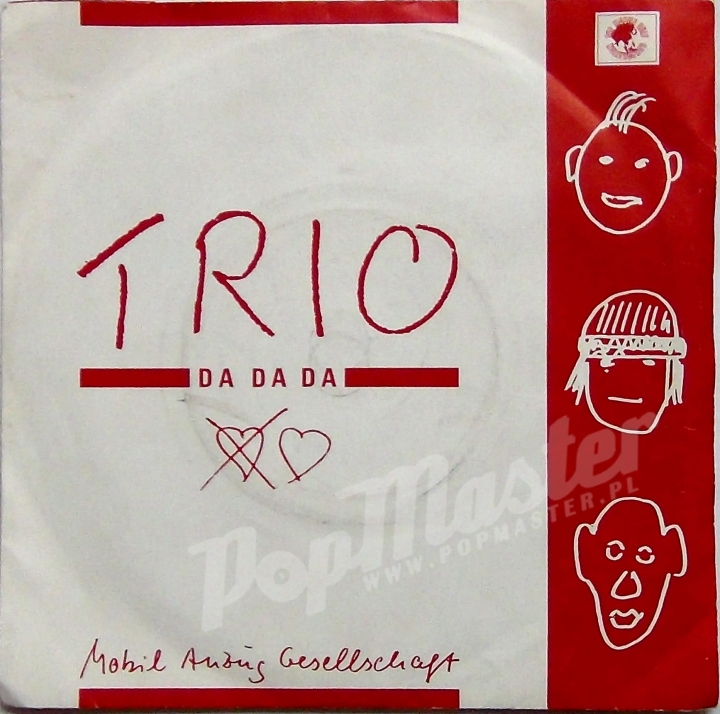 TRIO
DA DA DA
Mobil Anzug Gesellschaft
PopMaster
WWW.POPMASTER.PL